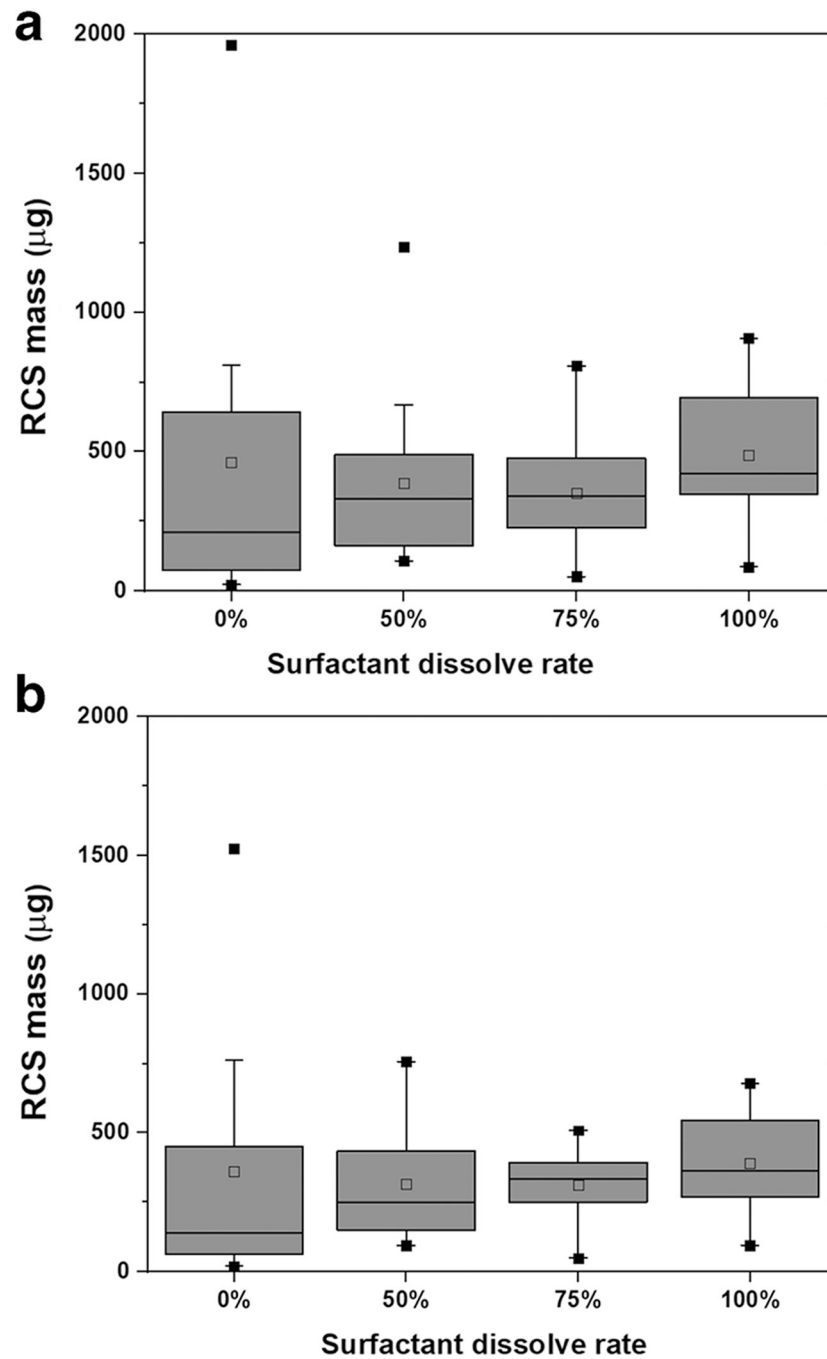 a
2000
1500
1000
500
0
RCS mass (μg)
0% 50% 75% 100%
Surfactant dissolve rate
b
2000
1500
1000
500
0
RCS mass (μg)
0% 50% 75% 100%
Surfactant dissolve rate